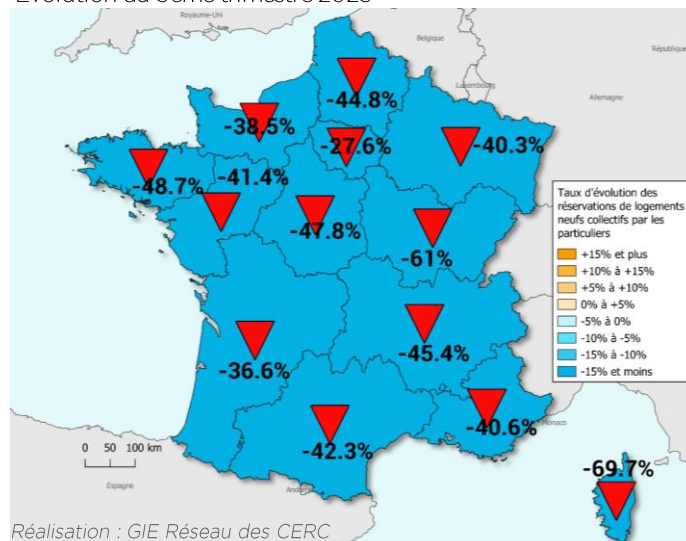 Royaume-Uni
Belgique
République
Luxembourg
Allemagne
-44.8%
-38.5%
-27.6%
-40.3%
-48.7%
-41.4%
-47.8%
-61%
Taux d'évolution des
réservations de logements
neufs collectifs par les
particuliers
+15% et plus
+10% à +15%
+5% à +10%
0% à +5%
-5% à 0%
-10% à -5%
-15% à -10%
-15% et moins
-36.6%
-45.4%
-42.3%
-40.6%
Monaco
0 50 100 km
Espagne
-69.7%
Réalisation : GIE Réseau des CERC